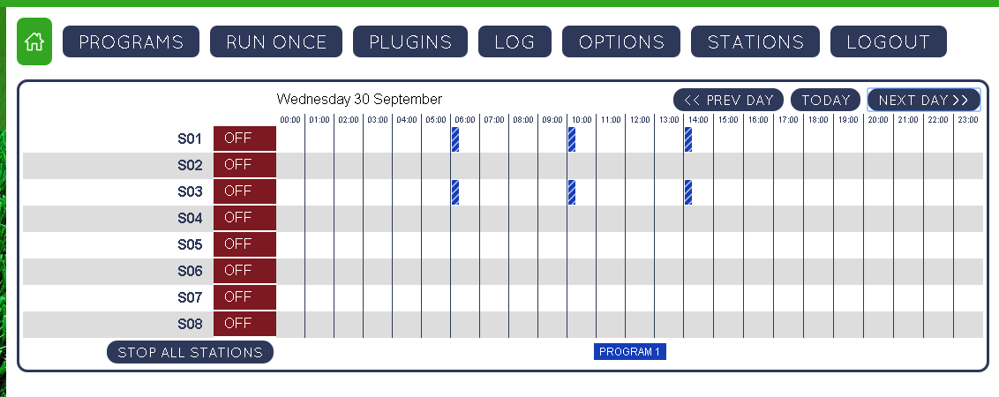 PROGRAMS RUN ONCE PLUGINS LOG OPTIONS STATIONS LOGOUT
Wednesday 30 September << PREV DAY TODAY NEXT DAY >>
00:00 01:00 02:00 03:00 04:00 05:00 06:00 07:00 08:00 09:00 10:00 11:00 12:00 13:00 14:00 15:00 16:00 17:00 18:00 19:00 20:00 21:00 22:00 23:00
S01 OFF
S02 OFF
S03 OFF
S04 OFF
S05 OFF
S06 OFF
S07 OFF
S08 OFF
STOP ALL STATIONS PROGRAM 1